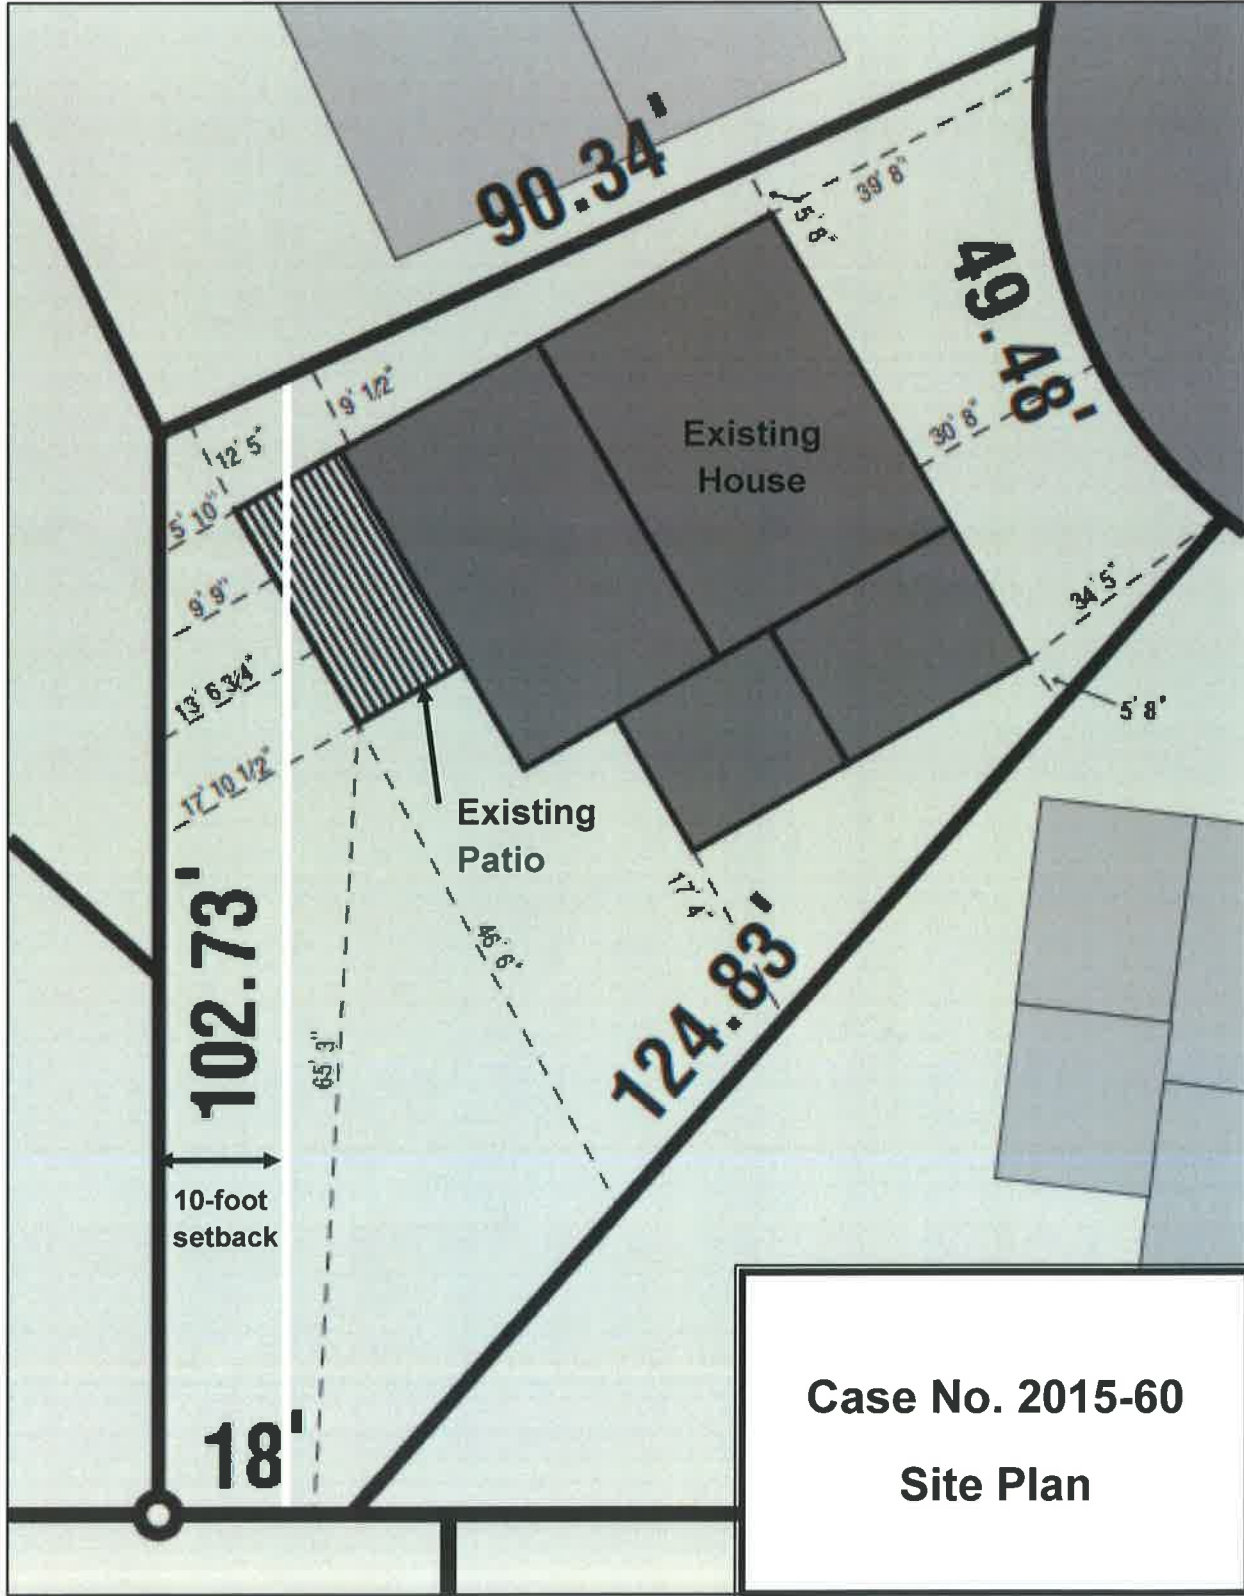 90.34'
39' 8"
5' 8"
49.48'
9' 1/2"
12' 5"
Existing
House
30' 8"
5' 10"
9' 9"
34' 5"
13' 6 3/4"
5' 8"
17' 10 1/2"
Existing
Patio
17' 4"
102.73'
46' 6"
124.83'
65' 3"
10-foot
setback
18'
Case No. 2015-60
Site Plan